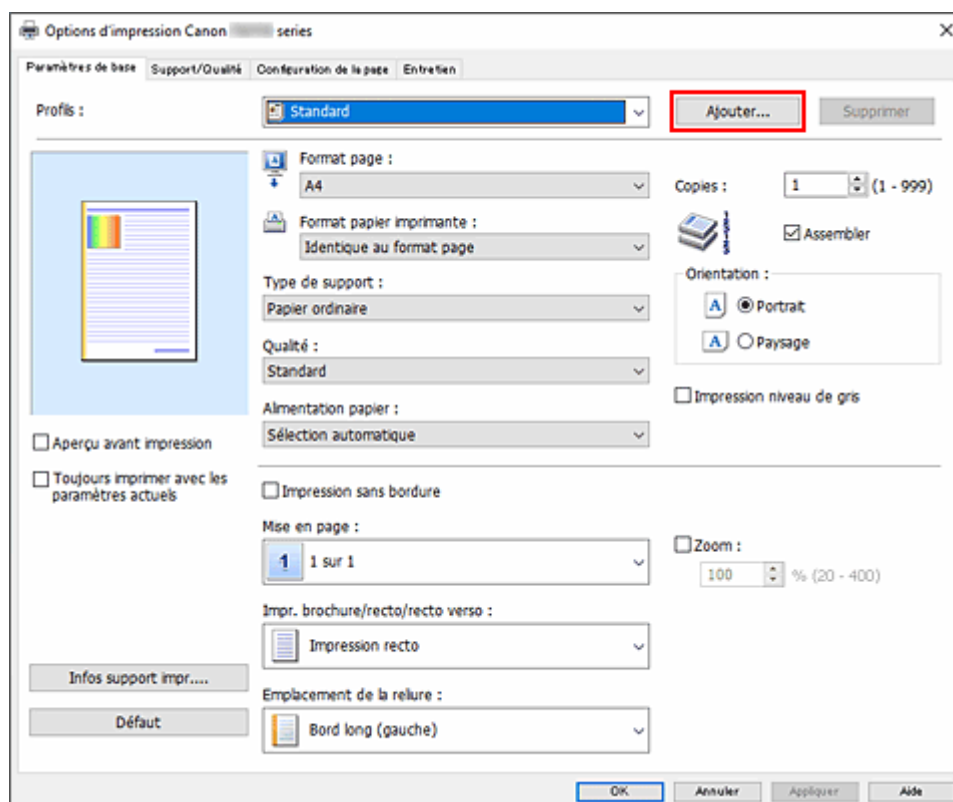 Options d'impression Canon series
Paramètres de base Support/Qualité Configuration de la page Entretien
Profils : Standard Ajouter... Supprimer
Format page :
A4
Copies : 1 (1 - 999)
Format papier imprimante :
Identique au format page
Assembler
Type de support :
Papier ordinaire
Orientation :
A Portrait
A Paysage
Qualité :
Standard
Impression niveau de gris
Alimentation papier :
Sélection automatique
Aperçu avant impression
Toujours imprimer avec les
paramètres actuels
Impression sans bordure
Mise en page :
1 1 sur 1
Zoom :
100 % (20 - 400)
Impr. brochure/recto/recto verso :
Impression recto
Infos support impr....
Défaut
Emplacement de la reliure :
Bord long (gauche)
OK Annuler Appliquer Aide